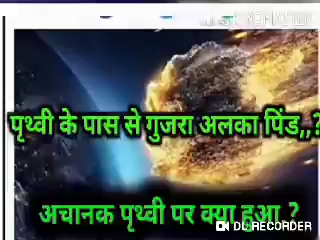 पृथ्वी के पास से गुजरा अलका पिंड,,?
अचानक पृथ्वी पर क्या हुआ ?
DU RECORDER